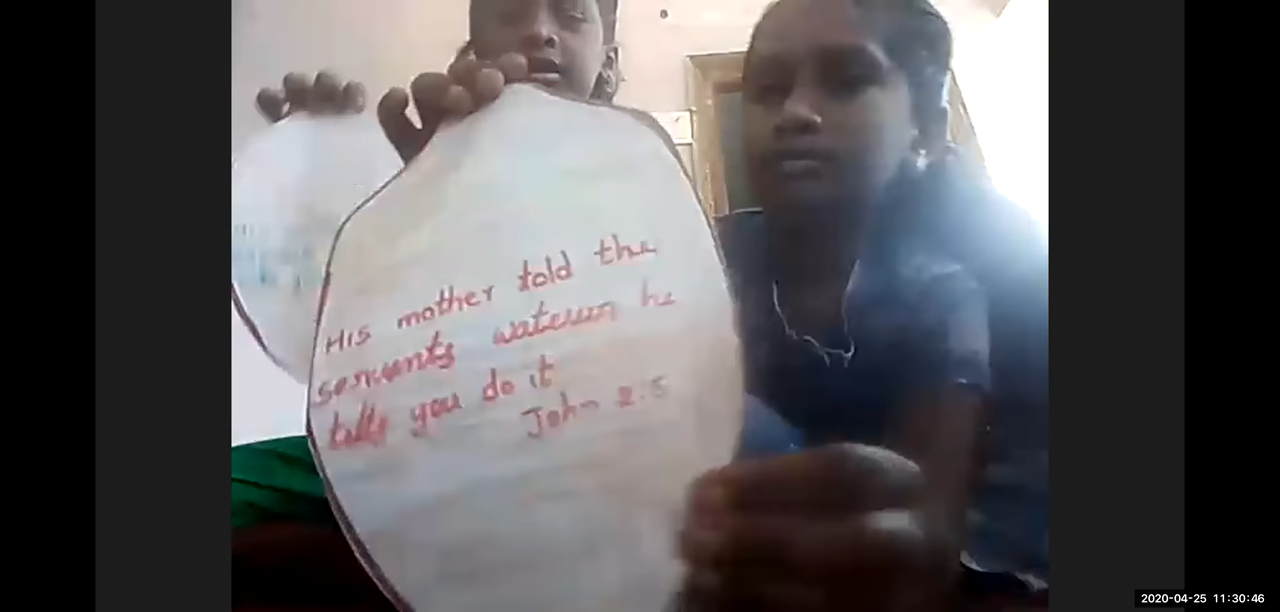 His mother told the
servants watever he
tells you do it
John 2:5
2020-04-25 11:30:46